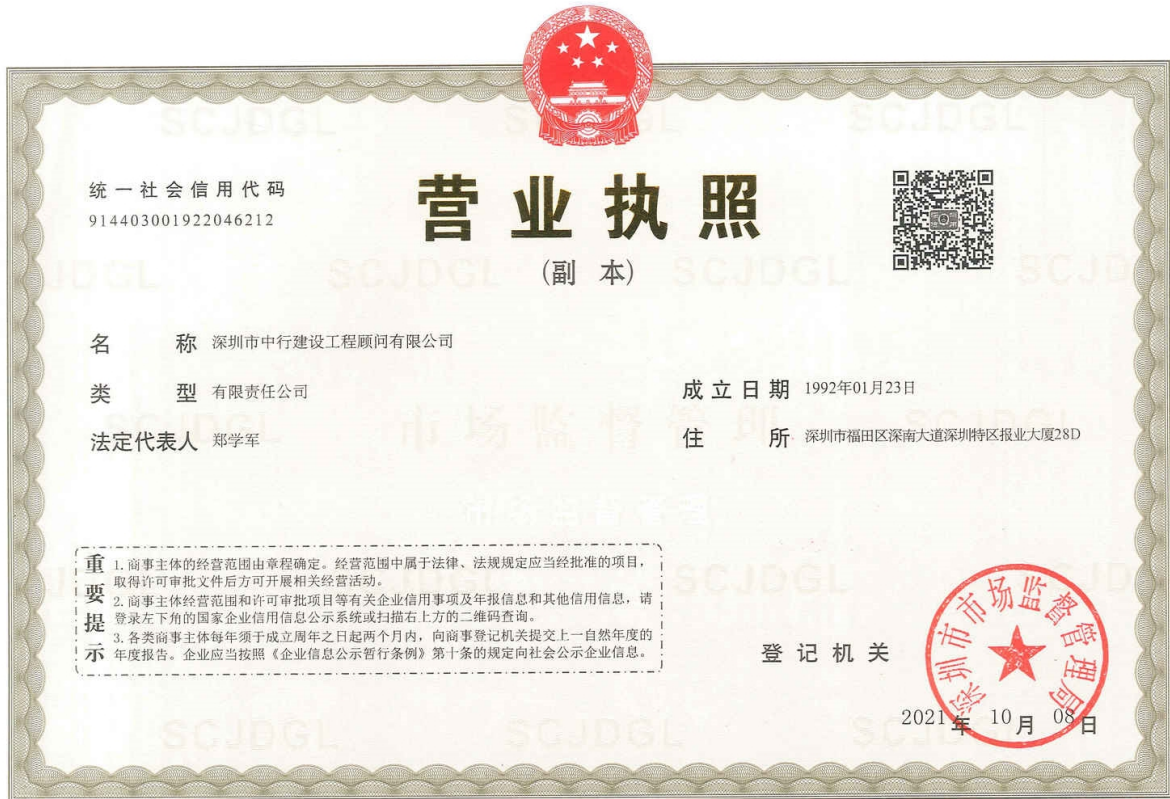 统一社会信用代码
914403001922046212
营业执照
(副 本)
名 称 深圳市中行建设工程顾问有限公司
类 型 有限责任公司
法定代表人 郑学军
成立日期 1992年01月23日
住 所 深圳市福田区深南大道深圳特区报业大厦28D
重要提示
1. 商事主体的经营范围由章程确定。经营范围中属于法律、法规规定应当经批准的项目，
取得许可审批文件后方可开展相关经营活动。
2. 商事主体经营范围和许可审批项目等有关企业信用事项及年报信息和其他信用信息，请
登录左下角的国家企业信用信息公示系统或扫描右上方的二维码查询。
3. 各类商事主体每年须于成立周年之日起两个月内，向商事登记机关提交上一自然年度的
年度报告。企业应当按照《企业信息公示暂行条例》第十条的规定向社会公示企业信息。
登记机关
深圳市市场监督管理局
2021年 10月 08日
SCJDGL
市场监督管理